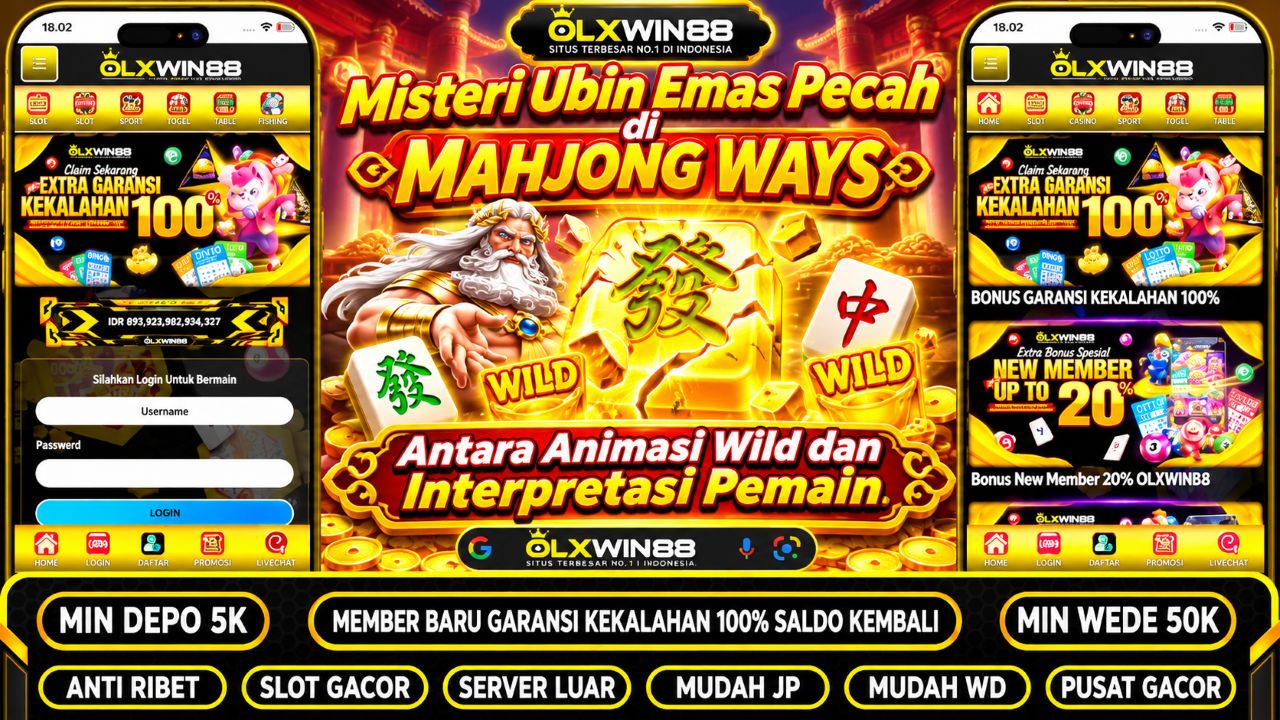 OLXWIN88
SITUS TERBESAR NO.1 DI INDONESIA
Misteri Ubin Emas Pecah
di
MAHJONG WAYS
發
中
發
WILD
WILD
Antara Animasi Wild dan
Interpretasi Pemain.
OLXWIN88
SITUS TERBESAR NO.1 INDONESIA.
18.02
OLXWIN88
SLOE SLOT SPORT TOGEL TABLE FISHING
OLXWIN88
Claim Sekarang
EXTRA GARANSI
KEKALAHAN 100%
BINGO
IDR 893,923,982,934,327
OLXWIN88
Silahkan Login Untuk Bermain
Username
Password
LOGIN
HOME LOGIN DAFTAR PROMOSI LIVECHAT
18.02
OLXWIN88
HOME SLOT CASINO SPORT TOGEL TABLE
OLXWIN88
Claim Sekarang
EXTRA GARANSI
KEKALAHAN 100%
BINGO
LOTTO
BONUS GARANSI KEKALAHAN 100%
OLXWIN88
Extra Bonus Spesial
NEW MEMBER
UP TO 20%
Bonus New Member 20% OLXWINB8
OLXWIN88
HOME LOGIN DAFTAR PROMOSI LIVECHAT
MIN DEPO 5K
MEMBER BARU GARANSI KEKALAHAN 100% SALDO KEMBALI
MIN WEDE 50K
ANTI RIBET
SLOT GACOR
SERVER LUAR
MUDAH JP
MUDAH WD
PUSAT GACOR